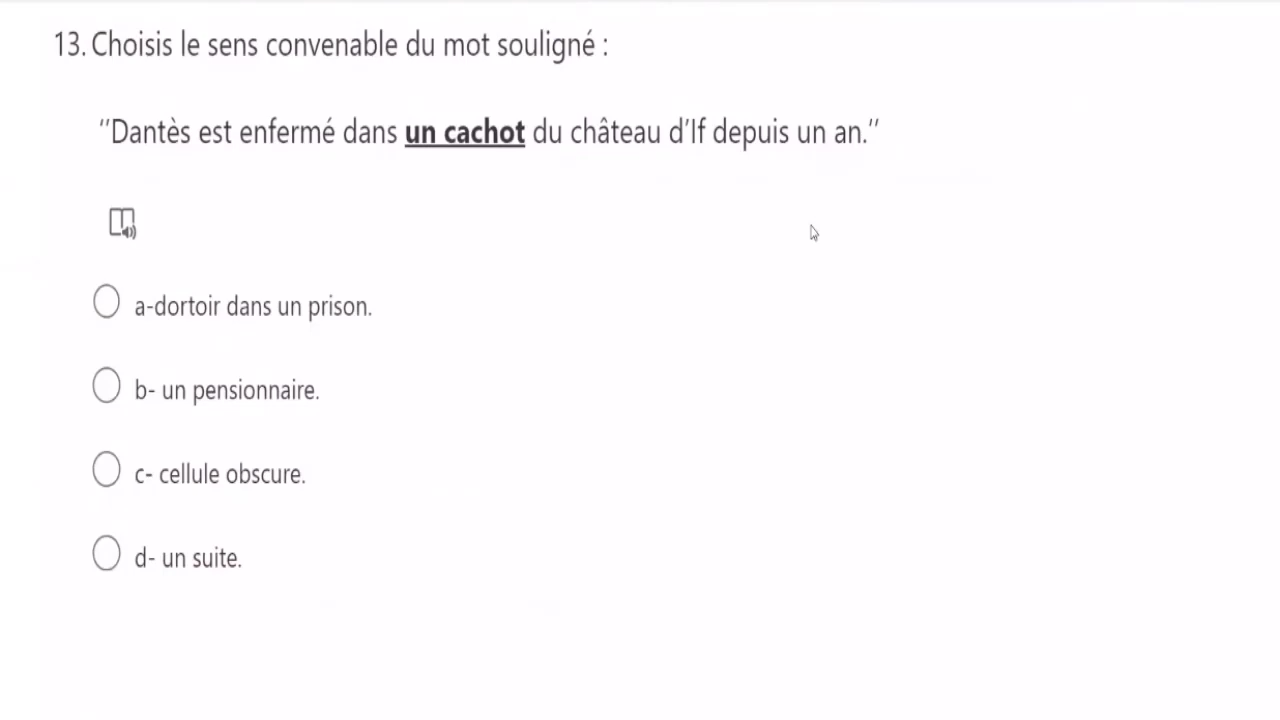 13. Choisis le sens convenable du mot souligné :
‘‘Dantès est enfermé dans un cachot du château d’If depuis un an.’’
a-dortoir dans un prison.
b- un pensionnaire.
c- cellule obscure.
d- un suite.